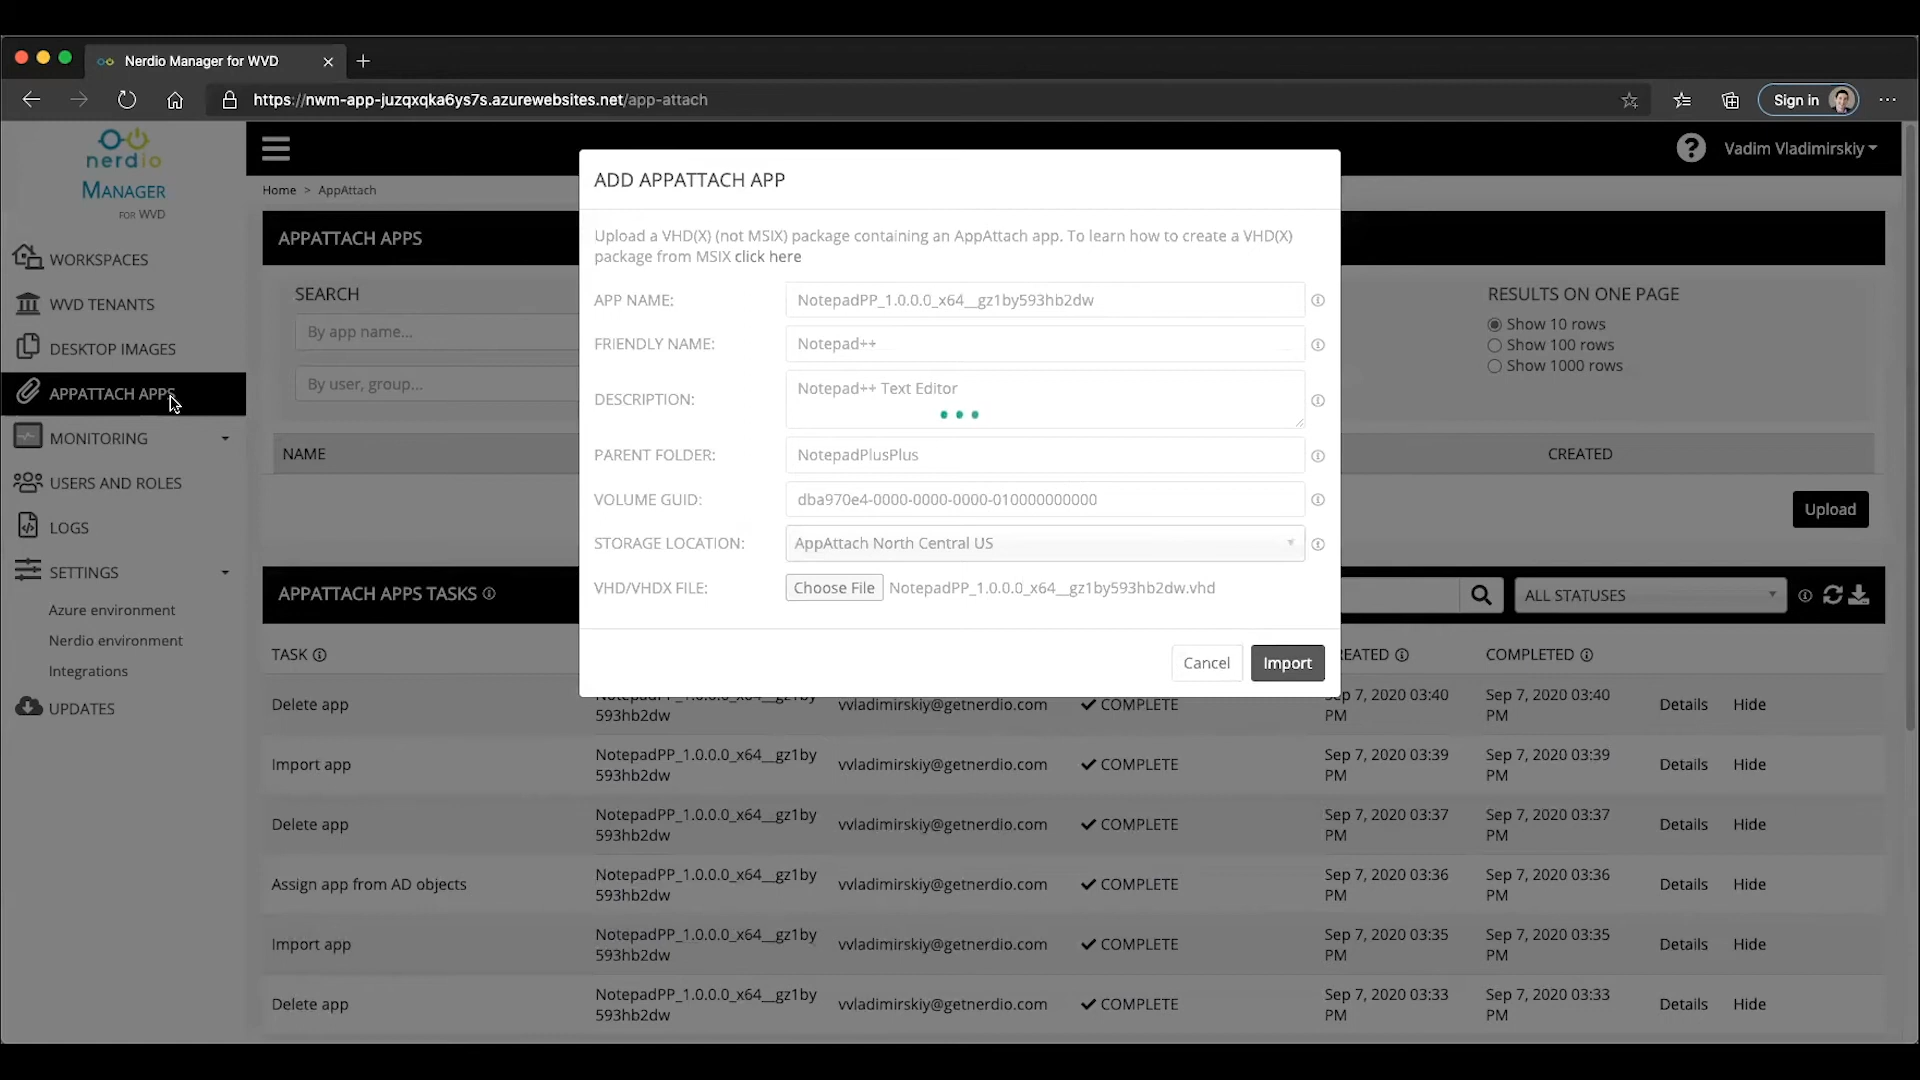 Nerdio Manager for WVD
https://nwm-app-juzqxqka6ys7s.azurewebsites.net/app-attach
Sign in
nerdio
MANAGER
FOR WVD
Vadim Vladimirskiy
Home > AppAttach
WORKSPACES
WVD TENANTS
DESKTOP IMAGES
APPATTACH APPS
MONITORING
USERS AND ROLES
LOGS
SETTINGS
Azure environment
Nerdio environment
Integrations
UPDATES
APPATTACH APPS
SEARCH
By app name...
By user, group...
RESULTS ON ONE PAGE
Show 10 rows
Show 100 rows
Show 1000 rows
NAME
CREATED
Upload
ADD APPATTACH APP
Upload a VHD(X) (not MSIX) package containing an AppAttach app. To learn how to create a VHD(X)
package from MSIX click here
APP NAME: NotepadPP_1.0.0.0_x64__gz1by593hb2dw
FRIENDLY NAME: Notepad++
DESCRIPTION: Notepad++ Text Editor
PARENT FOLDER: NotepadPlusPlus
VOLUME GUID: dba970e4-0000-0000-0000-010000000000
STORAGE LOCATION: AppAttach North Central US
VHD/VHDX FILE: Choose File NotepadPP_1.0.0.0_x64__gz1by593hb2dw.vhd
Cancel Import
APPATTACH APPS TASKS
ALL STATUSES
TASK
COMPLETED
Delete app
593hb2dw
vvladimirskiy@getnerdio.com
COMPLETE
Sep 7, 2020 03:40
PM
Sep 7, 2020 03:40
PM
Details Hide
Import app
NotepadPP_1.0.0.0_x64__gz1by
593hb2dw
vvladimirskiy@getnerdio.com
COMPLETE
Sep 7, 2020 03:39
PM
Sep 7, 2020 03:39
PM
Details Hide
Delete app
NotepadPP_1.0.0.0_x64__gz1by
593hb2dw
vvladimirskiy@getnerdio.com
COMPLETE
Sep 7, 2020 03:37
PM
Sep 7, 2020 03:37
PM
Details Hide
Assign app from AD objects
NotepadPP_1.0.0.0_x64__gz1by
593hb2dw
vvladimirskiy@getnerdio.com
COMPLETE
Sep 7, 2020 03:36
PM
Sep 7, 2020 03:36
PM
Details Hide
Import app
NotepadPP_1.0.0.0_x64__gz1by
593hb2dw
vvladimirskiy@getnerdio.com
COMPLETE
Sep 7, 2020 03:35
PM
Sep 7, 2020 03:35
PM
Details Hide
Delete app
NotepadPP_1.0.0.0_x64__gz1by
593hb2dw
vvladimirskiy@getnerdio.com
COMPLETE
Sep 7, 2020 03:33
PM
Sep 7, 2020 03:33
PM
Details Hide